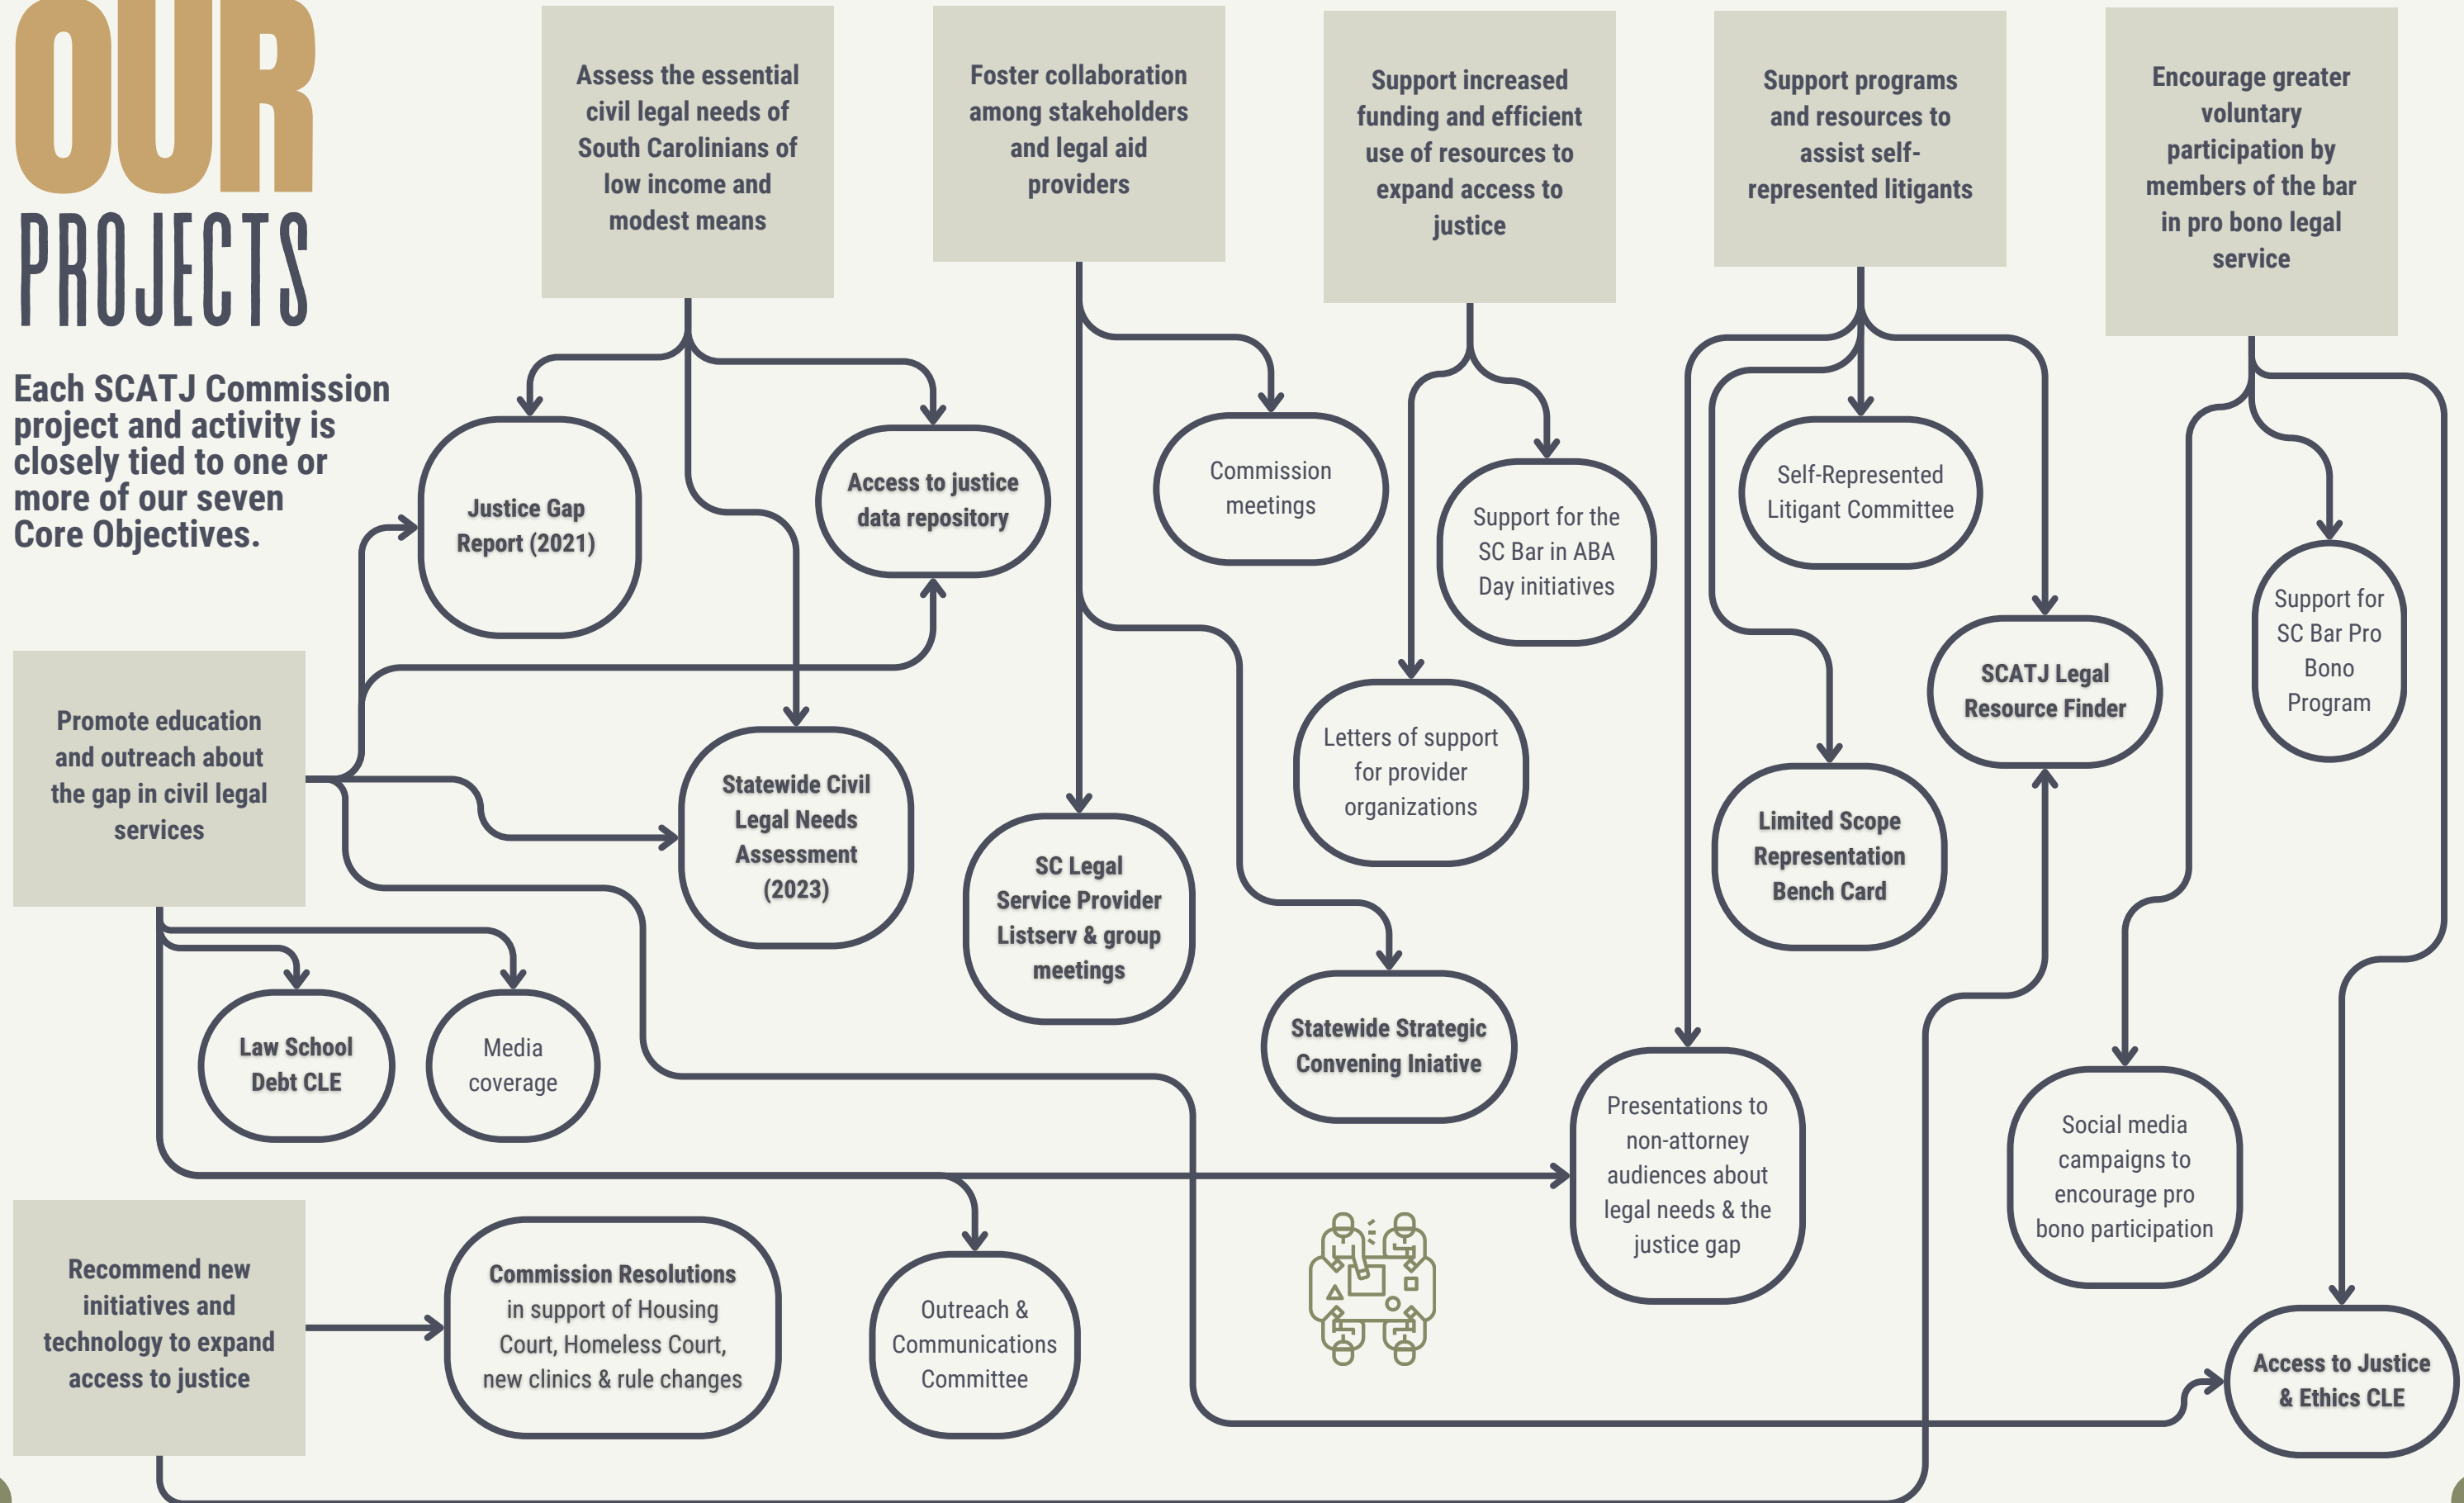 OUR
PROJECTS
Each SCATJ Commission
project and activity is
closely tied to one or
more of our seven
Core Objectives.
Assess the essential
civil legal needs of
South Carolinians of
low income and
modest means
Foster collaboration
among stakeholders
and legal aid
providers
Support increased
funding and efficient
use of resources to
expand access to
justice
Support programs
and resources to
assist self-
represented litigants
Encourage greater
voluntary
participation by
members of the bar
in pro bono legal
service
Justice Gap
Report (2021)
Access to justice
data repository
Commission
meetings
Support for the
SC Bar in ABA
Day initiatives
Self-Represented
Litigant Committee
Support for
SC Bar Pro
Bono
Program
SCATJ Legal
Resource Finder
Promote education
and outreach about
the gap in civil legal
services
Statewide Civil
Legal Needs
Assessment
(2023)
Letters of support
for provider
organizations
Limited Scope
Representation
Bench Card
SC Legal
Service Provider
Listserv & group
meetings
Law School
Debt CLE
Media
coverage
Statewide Strategic
Convening Iniative
Presentations to
non-attorney
audiences about
legal needs & the
justice gap
Social media
campaigns to
encourage pro
bono participation
Recommend new
initiatives and
technology to expand
access to justice
Commission Resolutions
in support of Housing
Court, Homeless Court,
new clinics & rule changes
Outreach &
Communications
Committee
Access to Justice
& Ethics CLE